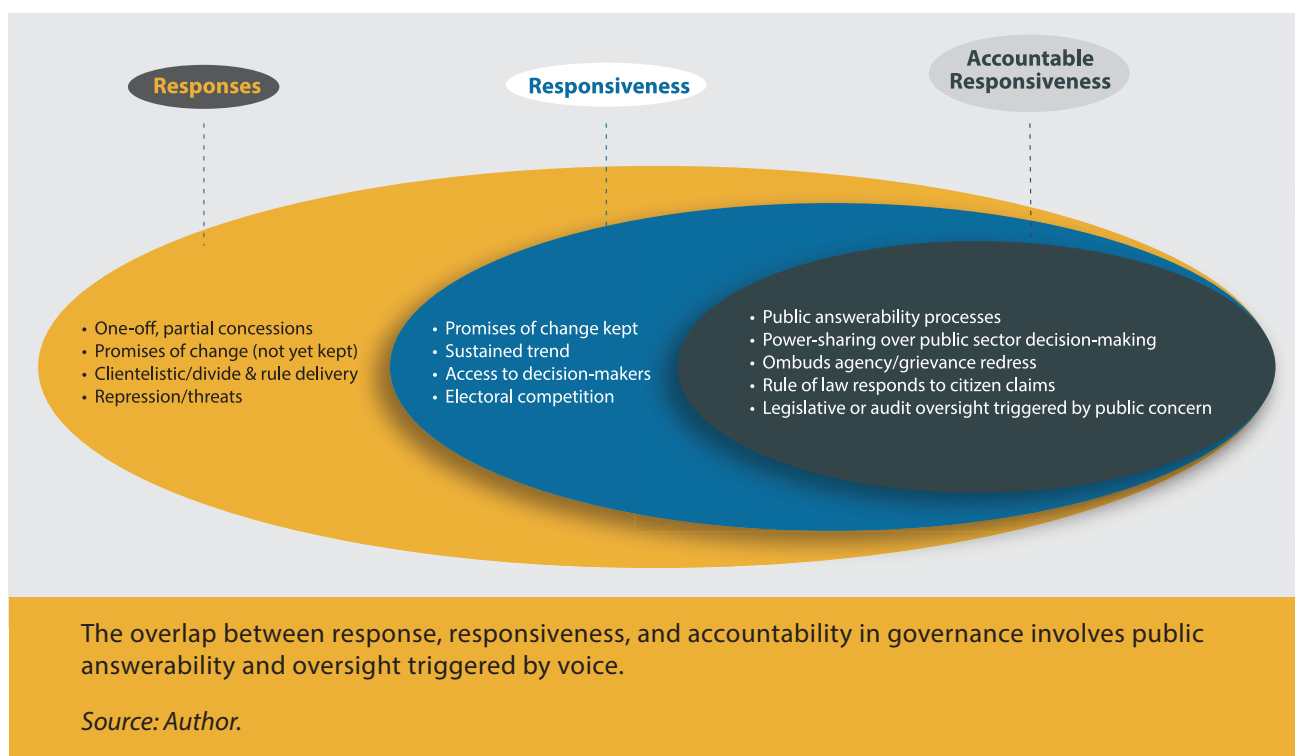 Responses
Responsiveness
Accountable
Responsiveness
• One-off, partial concessions
• Promises of change (not yet kept)
• Clientelistic/divide & rule delivery
• Repression/threats
• Promises of change kept
• Sustained trend
• Access to decision-makers
• Electoral competition
• Public answerability processes
• Power-sharing over public sector decision-making
• Ombuds agency/grievance redress
• Rule of law responds to citizen claims
• Legislative or audit oversight triggered by public concern
The overlap between response, responsiveness, and accountability in governance involves public
answerability and oversight triggered by voice.
Source: Author.